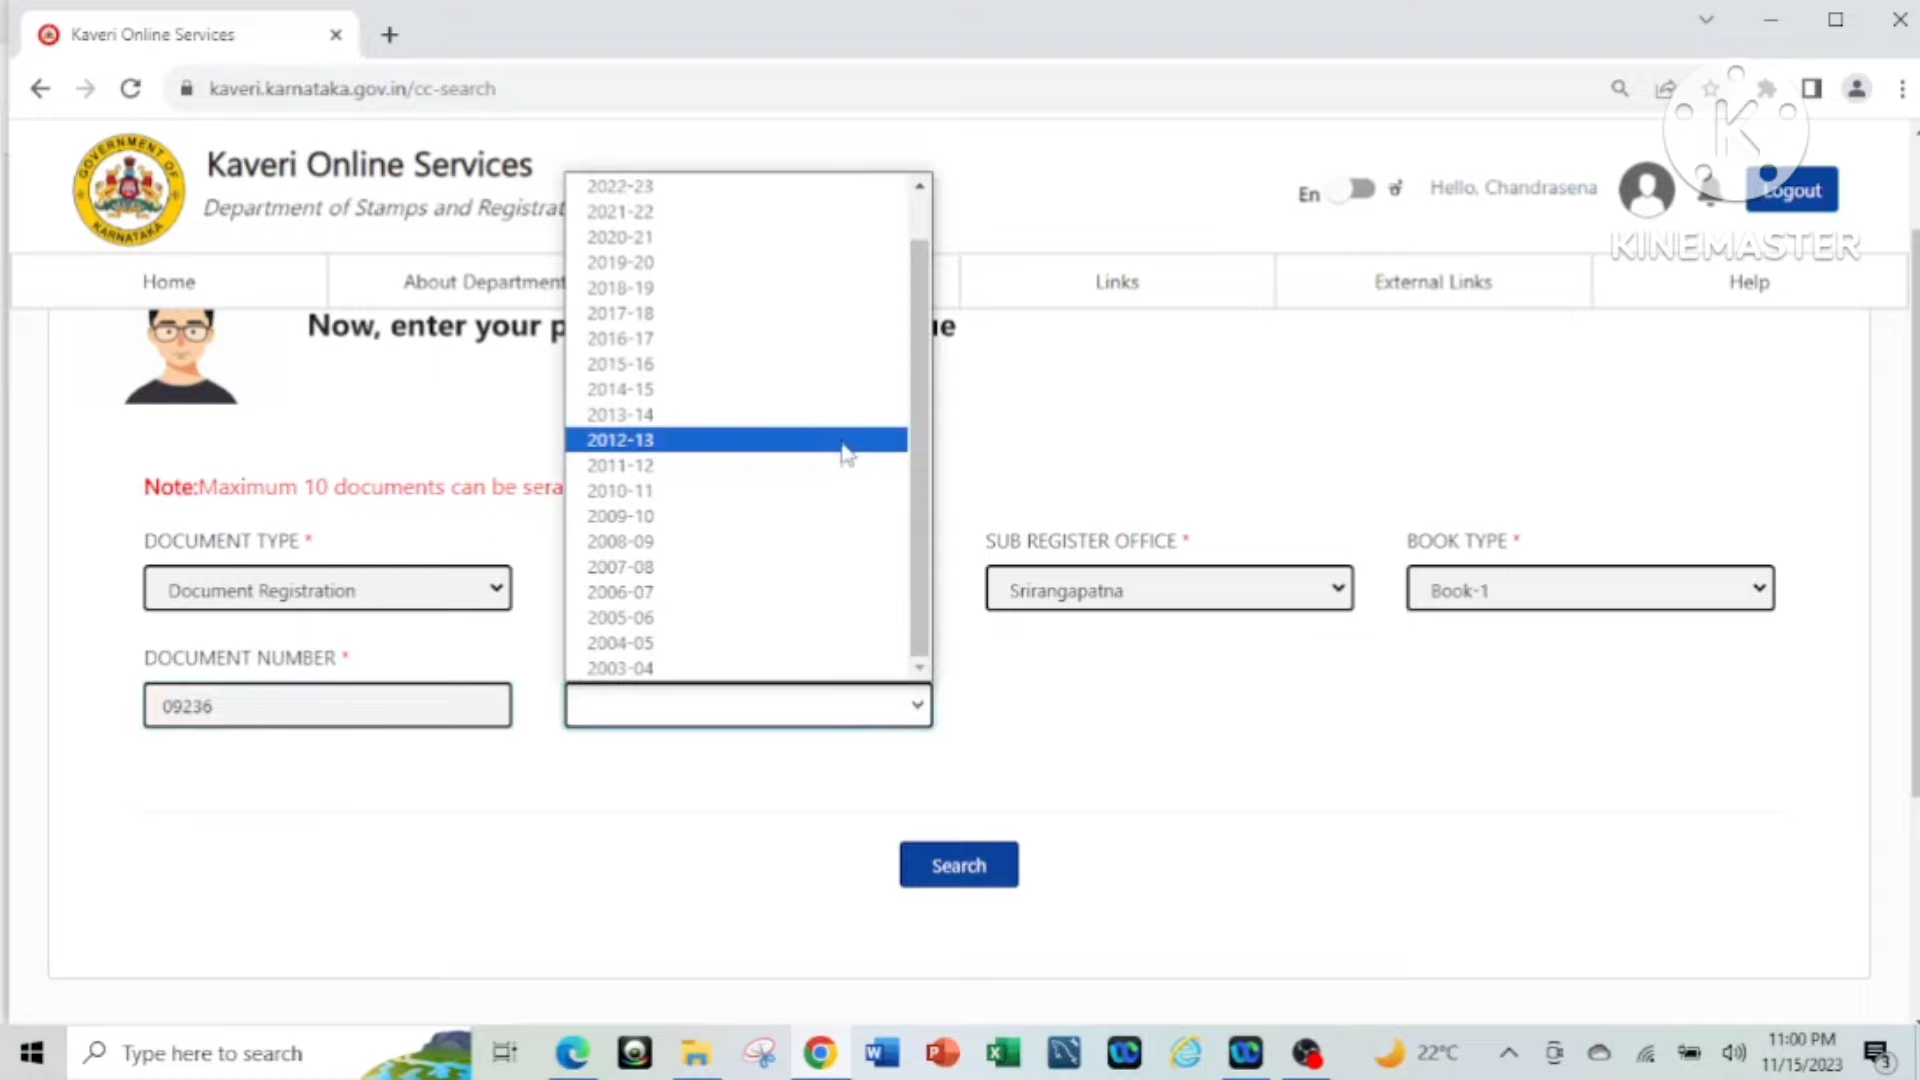 Kaveri Online Services
kaveri.karnataka.gov.in/cc-search
GOVERNMENT OF
KARNATAKA
Kaveri Online Services
Department of Stamps and Registrat
En
ಕ
Hello, Chandrasena
Logout
K
KINEMASTER
Home
About Department
Links
External Links
Help
Now, enter your p
ue
2022-23
2021-22
2020-21
2019-20
2018-19
2017-18
2016-17
2015-16
2014-15
2013-14
2012-13
2011-12
2010-11
2009-10
2008-09
2007-08
2006-07
2005-06
2004-05
2003-04
Note:Maximum 10 documents can be sera
DOCUMENT TYPE *
Document Registration
SUB REGISTER OFFICE *
Srirangapatna
BOOK TYPE *
Book-1
DOCUMENT NUMBER *
09236
Search
Type here to search
22°C
11:00 PM
11/15/2023
3